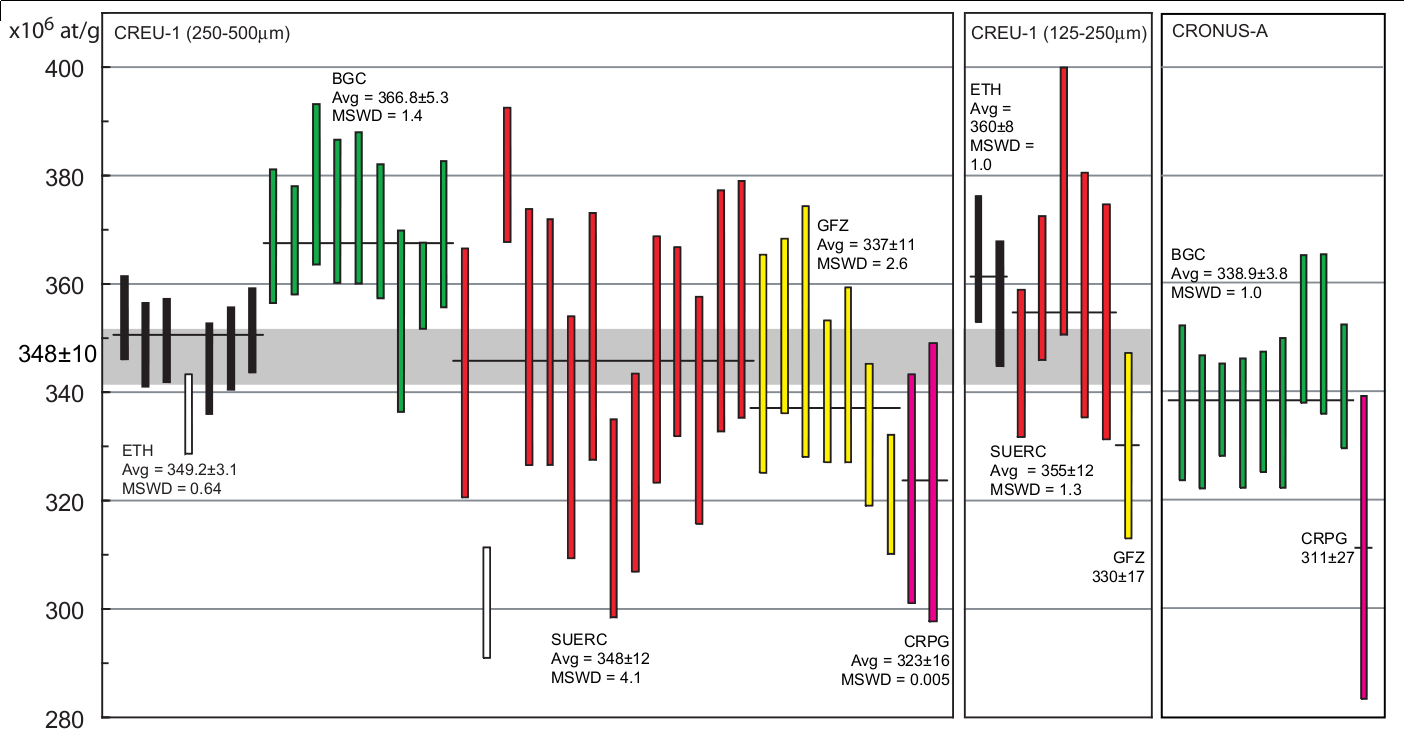 x10⁶ at/g
CREU-1 (250-500µm)
CREU-1 (125-250µm)
CRONUS-A
400
380
360
348±10
340
320
300
280
BGC
Avg = 366.8±5.3
MSWD = 1.4
GFZ
Avg = 337±11
MSWD = 2.6
ETH
Avg = 349.2±3.1
MSWD = 0.64
SUERC
Avg = 348±12
MSWD = 4.1
CRPG
Avg = 323±16
MSWD = 0.005
ETH
Avg =
360±8
MSWD =
1.0
SUERC
Avg = 355±12
MSWD = 1.3
GFZ
330±17
BGC
Avg = 338.9±3.8
MSWD = 1.0
CRPG
311±27